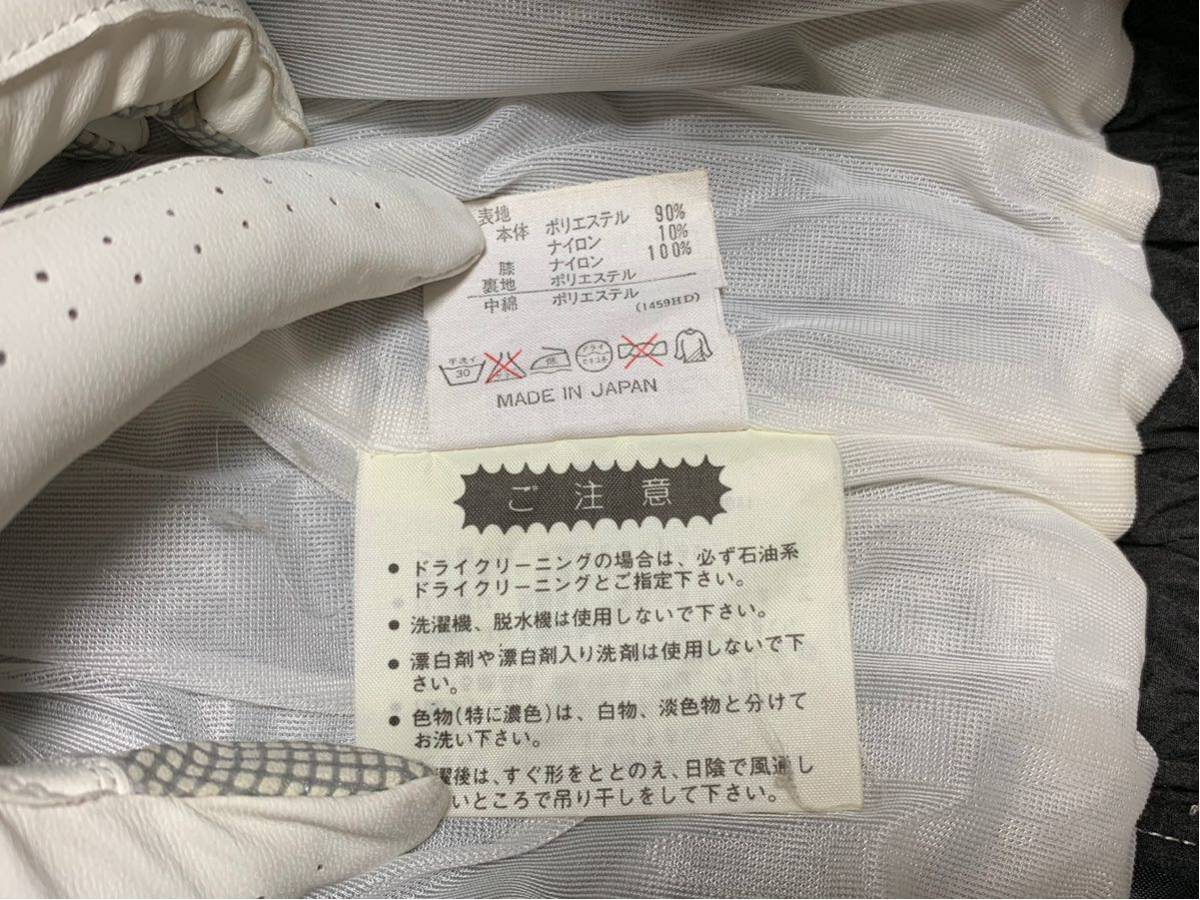 表地
本体 ポリエステル 90%
ナイロン 10%
膝 ナイロン 100%
裏地 ポリエステル
中綿 ポリエステル
(1459HD)
手洗イ
30
ドライ
MADE IN JAPAN
ご注意
● ドライクリーニングの場合は、必ず石油系
ドライクリーニングとご指定下さい。
● 洗濯機、脱水機は使用しないで下さい。
● 漂白剤や漂白剤入り洗剤は使用しないで下
さい。
● 色物(特に濃色)は、白物、淡色物と分けて
お洗い下さい。
濯後は、すぐ形をととのえ、日陰で風通し
いところで吊り干しをして下さい。